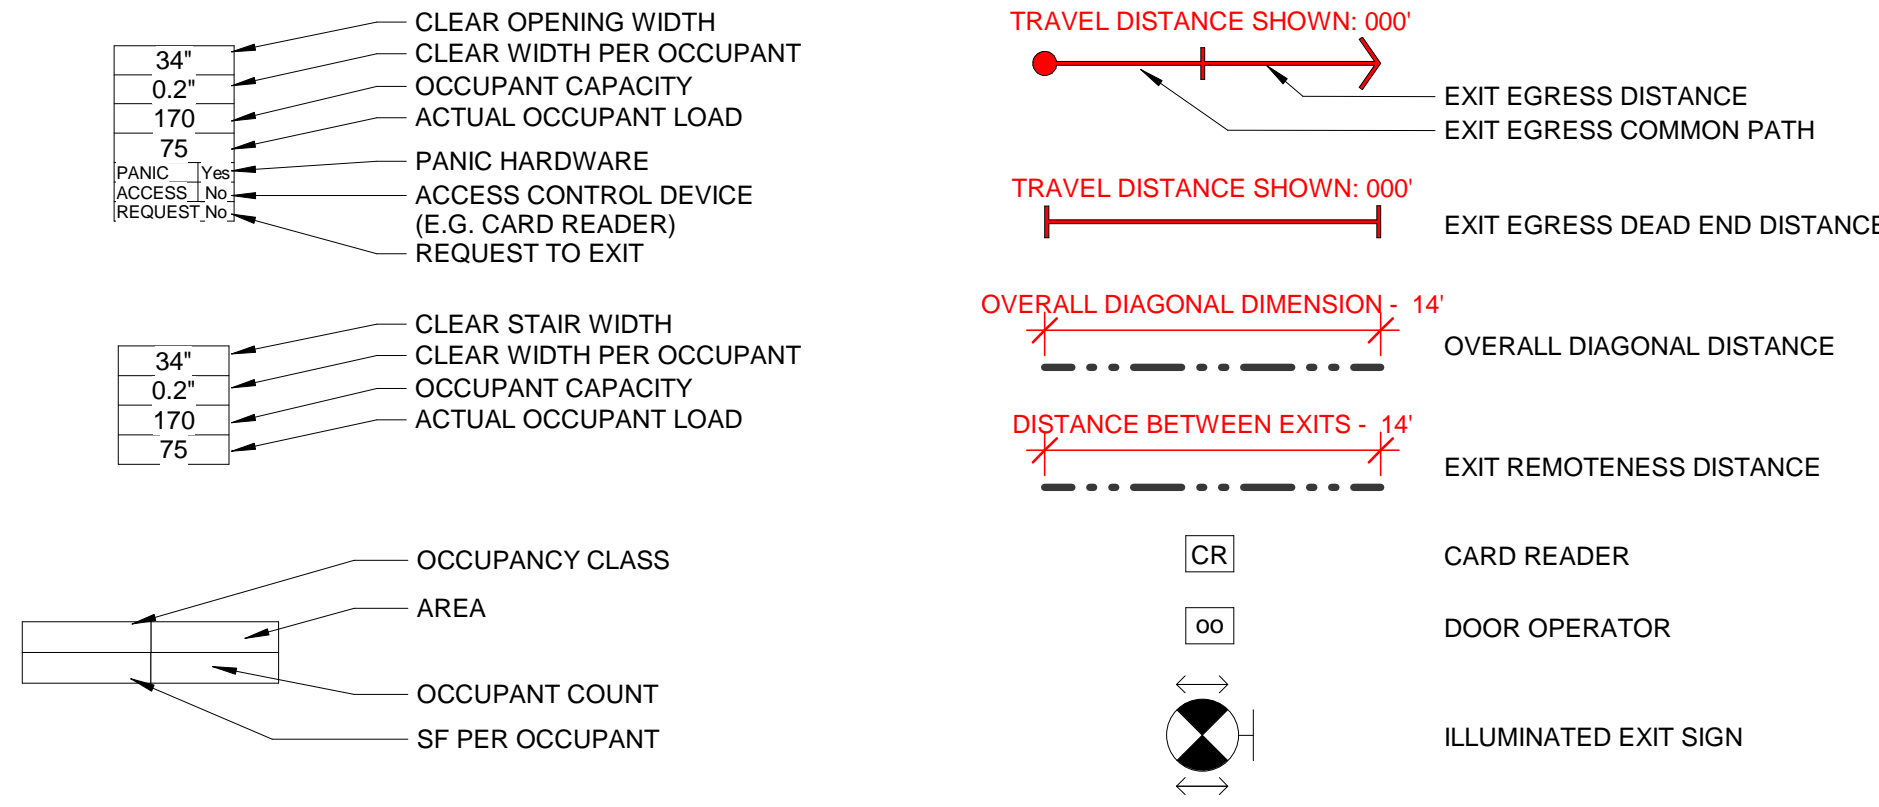 CLEAR OPENING WIDTH
CLEAR WIDTH PER OCCUPANT
OCCUPANT CAPACITY
ACTUAL OCCUPANT LOAD
PANIC HARDWARE
ACCESS CONTROL DEVICE
(E.G. CARD READER)
REQUEST TO EXIT
34"
0.2"
170
75
PANIC Yes
ACCESS No
REQUEST No
CLEAR STAIR WIDTH
CLEAR WIDTH PER OCCUPANT
OCCUPANT CAPACITY
ACTUAL OCCUPANT LOAD
34"
0.2"
170
75
OCCUPANCY CLASS
AREA
OCCUPANT COUNT
SF PER OCCUPANT
TRAVEL DISTANCE SHOWN: 000'
EXIT EGRESS DISTANCE
EXIT EGRESS COMMON PATH
TRAVEL DISTANCE SHOWN: 000'
EXIT EGRESS DEAD END DISTANCE
OVERALL DIAGONAL DIMENSION - 14'
OVERALL DIAGONAL DISTANCE
DISTANCE BETWEEN EXITS - 14'
EXIT REMOTENESS DISTANCE
CR
CARD READER
oo
DOOR OPERATOR
ILLUMINATED EXIT SIGN